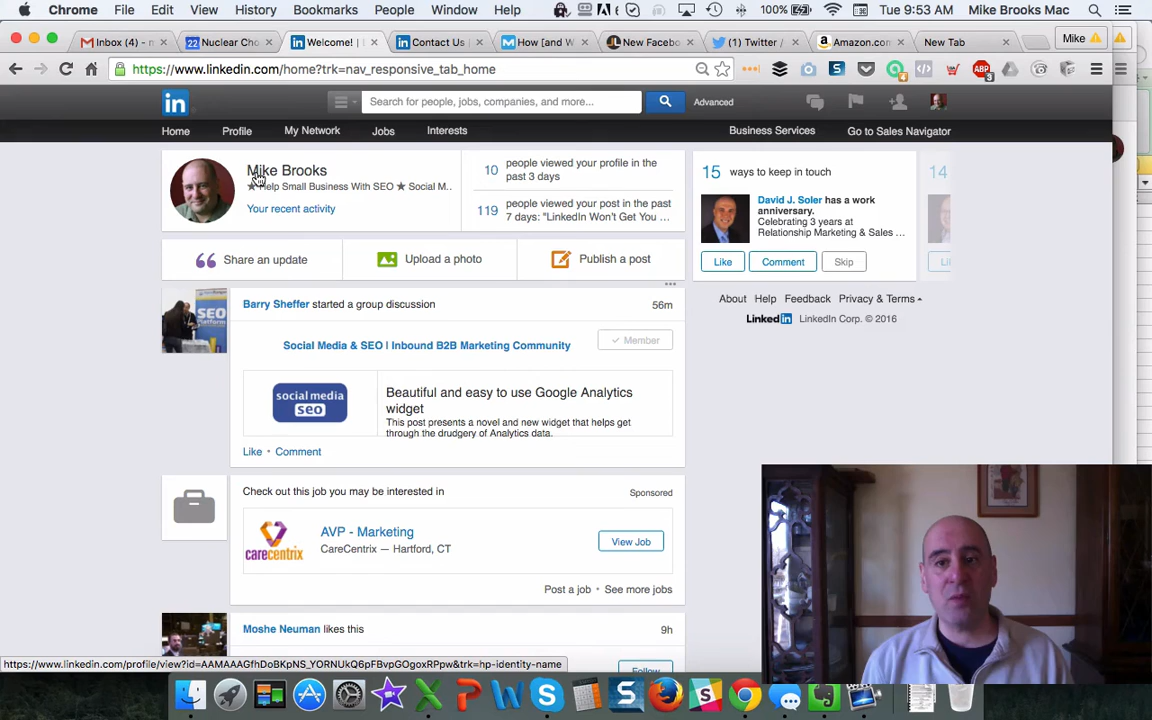 Chrome File Edit View History Bookmarks People Window Help 100% Tue 9:53 AM Mike Brooks Mac
Inbox (4) - m 22 Nuclear Cho Welcome! | Contact Us | How [and W New Facebo (1) Twitter / Amazon.com New Tab Mike
https://www.linkedin.com/home?trk=nav_responsive_tab_home
in Search for people, jobs, companies, and more... Advanced
Home Profile My Network Jobs Interests Business Services Go to Sales Navigator
Mike Brooks
Help Small Business With SEO ★ Social M..
Your recent activity
10 people viewed your profile in the
past 3 days
119 people viewed your post in the past
7 days: "LinkedIn Won't Get You ...
15 ways to keep in touch
14
David J. Soler has a work
anniversary.
Celebrating 3 years at
Relationship Marketing & Sales ...
Like Comment Skip
Share an update Upload a photo Publish a post
About Help Feedback Privacy & Terms
Linked in LinkedIn Corp. © 2016
Barry Sheffer started a group discussion 56m
Social Media & SEO | Inbound B2B Marketing Community Member
social media
seo
Beautiful and easy to use Google Analytics
widget
This post presents a novel and new widget that helps get
through the drudgery of Analytics data.
Like • Comment
Check out this job you may be interested in Sponsored
carecentrix
AVP - Marketing
CareCentrix — Hartford, CT
View Job
Post a job • See more jobs
Moshe Neuman likes this 9h
Follow
https://www.linkedin.com/profile/view?id=AAMAAAGfhDoBKpNS_YORNUkQ6pFBvpGOgoxRPpw&trk=hp-identity-name